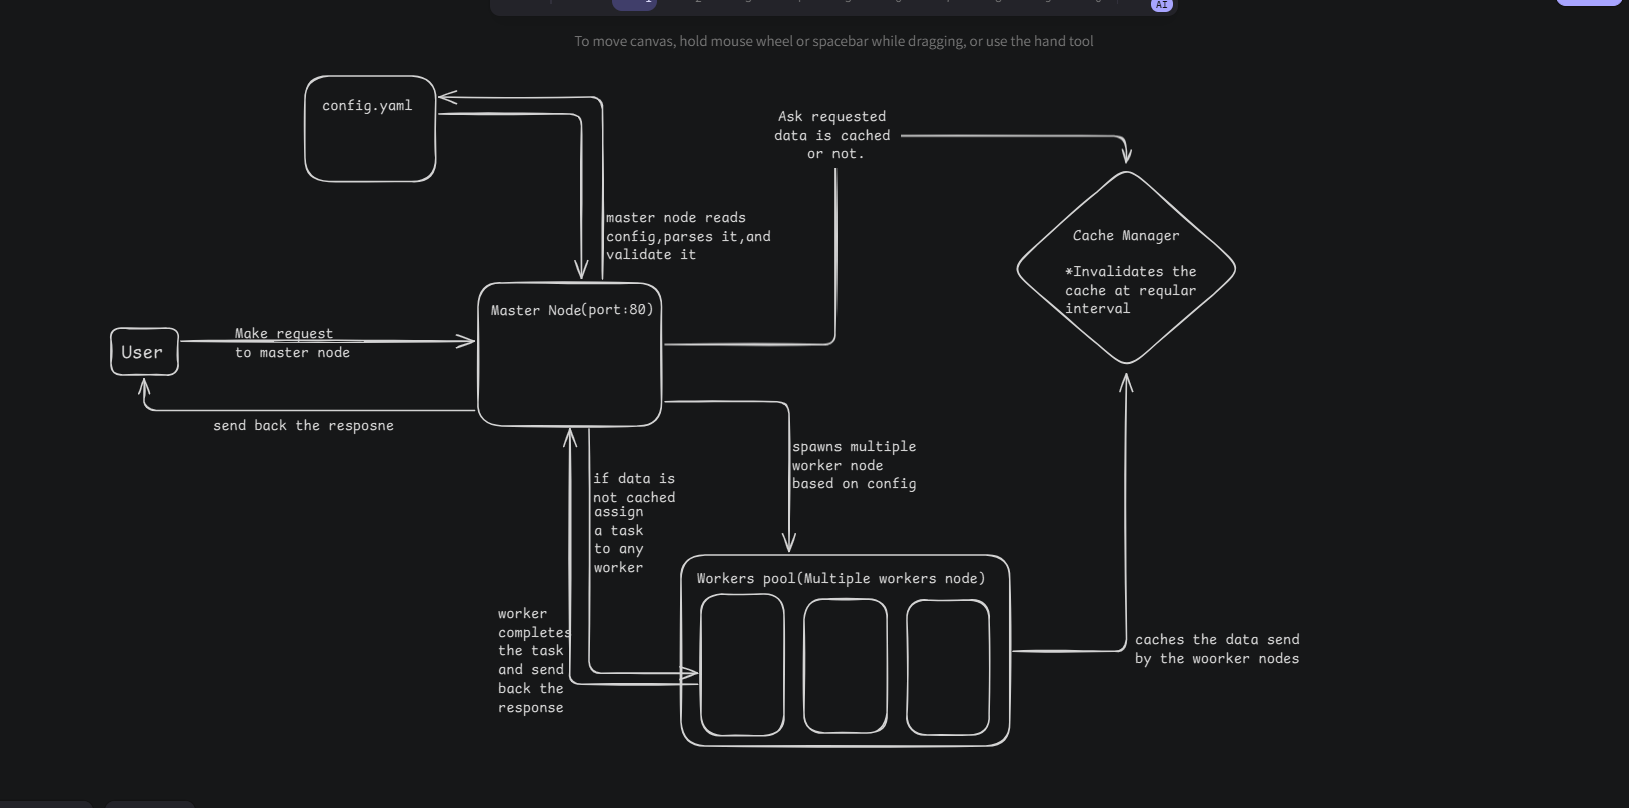 AI
To move canvas, hold mouse wheel or spacebar while dragging, or use the hand tool
config.yaml
Ask requested
data is cached
or not.
master node reads
config,parses it,and
validate it
Cache Manager
*Invalidates the
cache at reqular
interval
Master Node(port:80)
Make request
to master node
User
send back the resposne
if data is
not cached
assign
a task
to any
worker
spawns multiple
worker node
based on config
Workers pool(Multiple workers node)
worker
completes
the task
and send
back the
response
caches the data send
by the woorker nodes